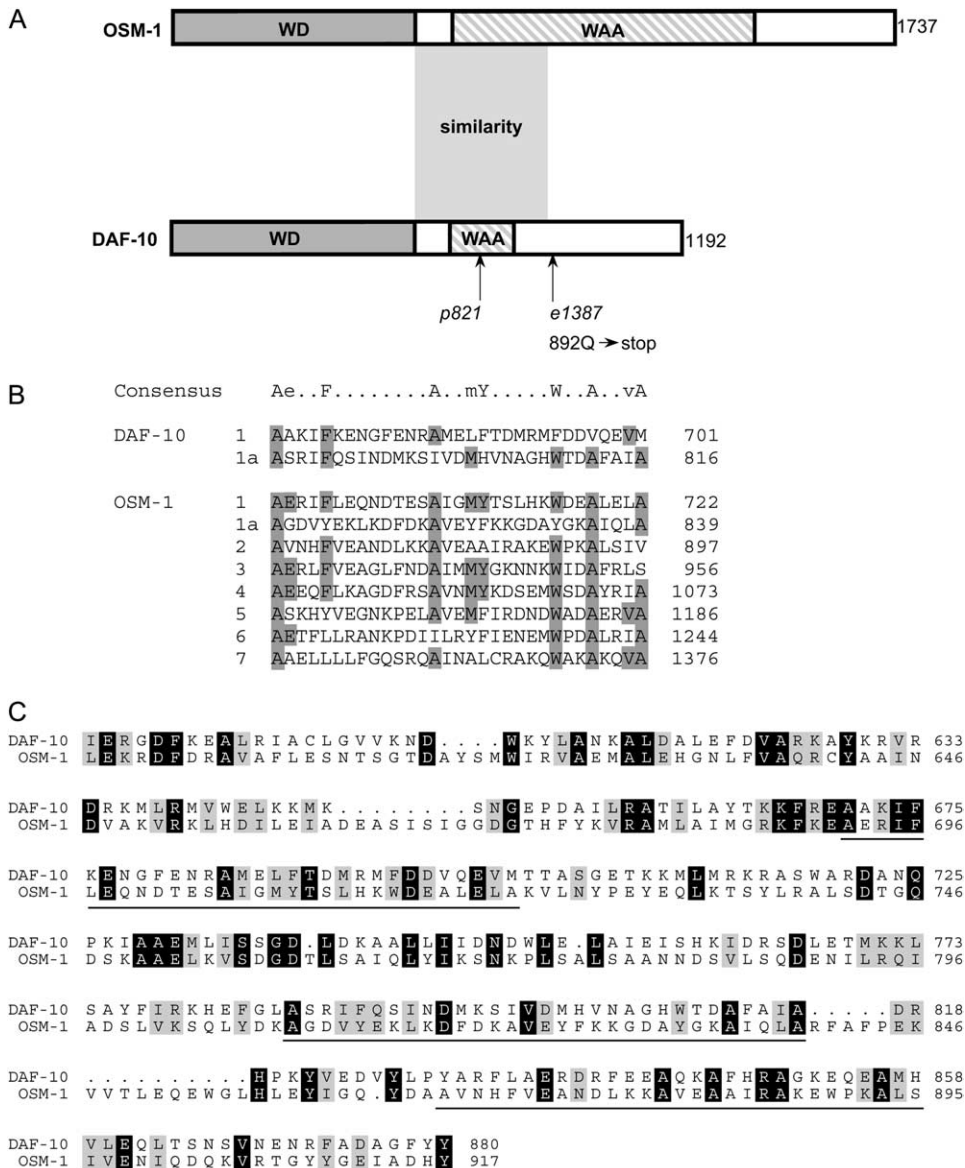 A
OSM-1 WD WAA 1737
similarity
DAF-10 WD WAA 1192
p821 e1387
892Q → stop
B
Consensus Ae..F........A..mY.....W..A..vA
DAF-10 1 AAKIFKENGFENRAMELFTDMRMFDDVQEVM 701
1a ASRIFQSINDMKSIVDMHVNAGHWTDAFAIA 816
OSM-1 1 AERIFLEQNDTESAIGMYTSLHKWDEALELA 722
1a AGDVYEKLKDFDKAVEYFKKGDAYGKAIQLA 839
2 AVNHFVEANDLKKAVEAAIRAKEWPKALSIV 897
3 AERLFVEAGLFNDAIMMYGKNNKWIDAFRLS 956
4 AEEQFLKAGDFRSAVNMYKDSEMWSDAYRIA 1073
5 ASKHYVEGNKPELAVEMFIRDNDWADAERVA 1186
6 AETFLLRANKPDIILRYFIENEMWPDALRIA 1244
7 AAELLLLFGQSRQAINALCRAKQWAKAKQVA 1376
C
DAF-10 IERGDFKEALRIACLGVVKND....WKYLANKALDALEFDVARKAYKRVR 633
OSM-1 LEKRDFDRAVAFLESNTSGTDAYSMWIRVAEMALEHGNLFVAQRCYAAIN 646
DAF-10 DRKMLRMVWELKKMK........SNGEPDAILRATILAYTKKFREAAKIF 675
OSM-1 DVAKVRKLHDILEIADEASISIGGDGTHFYKVRAMLAIMGRKFKEAERIF 696
DAF-10 KENGFENRAMELFTDMRMFDDVQEVMTTASGETKKMLMRKRASWARDANQ 725
OSM-1 LEQNDTESAIGMYTSLHKWDEALELAKVLNYPEYEQLKTSYLRALSDTGQ 746
DAF-10 PKIAAEMLISSGD.LDKAALLIIDNDWLE.LAIEISHKIDRSDLETMKKL 773
OSM-1 DSKAAELKVSDGDTLSAIQLYIKSNKPLSALSAANNDSVLSQDENILRQI 796
DAF-10 SAYFIRKHEFGLASRIFQSINDMKSIVDMHVNAGHWTDAFAIA.....DR 818
OSM-1 ADSLVKSQLYDKAGDVYEKLKDFDKAVEYFKKGDAYGKAIQLARFAFPEK 846
DAF-10 ..........HPKYVEDVYLPYARFLAERDRFEEAQKAFHRAGKEQEAMH 858
OSM-1 VVTLEQEWGLHLEYIGQ.YDAAVNHFVEANDLKKAVEAAIRAKEWPKALS 895
DAF-10 VLEQLTSNSVNENRFADAGFYY 880
OSM-1 IVENIQDQKVRTGYYGEIADHY 917